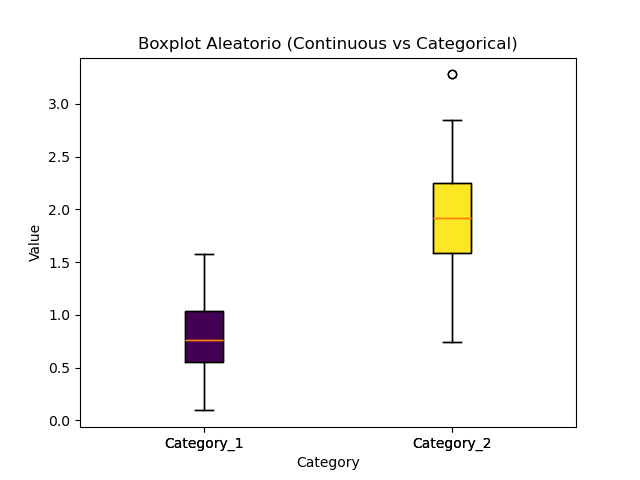 Boxplot Aleatorio (Continuous vs Categorical)
3.0
2.5
2.0
1.5
1.0
0.5
0.0
Value
Category_1
Category_2
Category